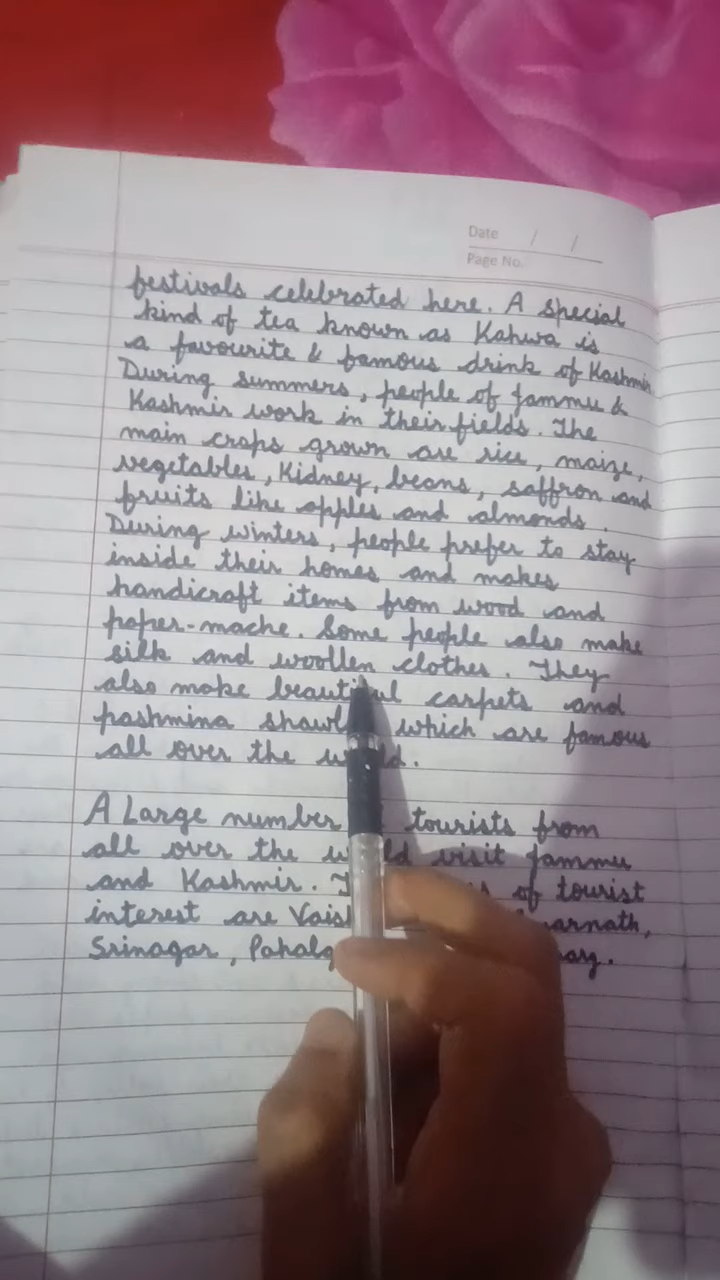 Date / /
Page No.
festivals celebrated here. A special
kind of tea known as Kahwa is
a favourite & famous drink of Kashmir
During summers, people of Jammu &
Kashmir work in their fields. The
main crops grown are rice, maize,
vegetables, Kidney, beans, saffron and
fruits like apples and almonds.
During winters, people prefer to stay
inside their homes and makes
handicraft items from wood and
paper-mache. Some people also make
silk and woollen clothes. They
also make beautiful carpets and
pashmina shawls which are famous
all over the world.
A Large number tourists from
all over the world visit Jammu
and Kashmir. of tourist
interest are
Srinagar,